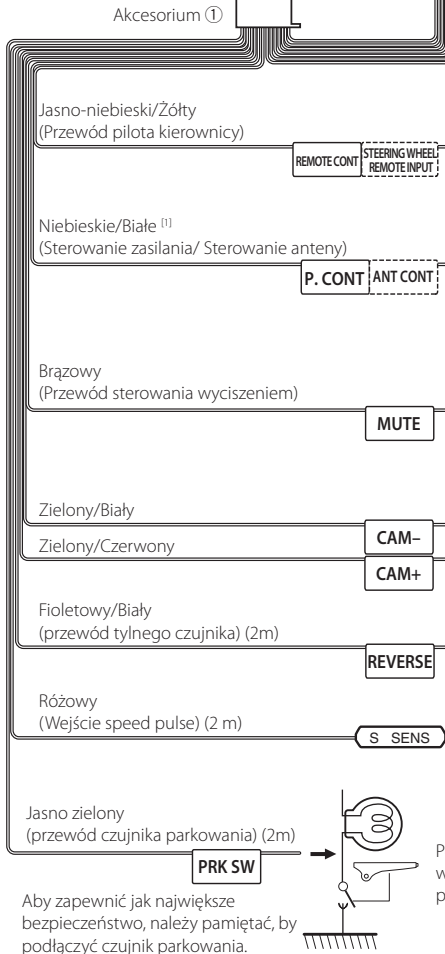 Akcesorium ①
Jasno-niebieski/Żółty
(Przewód pilota kierownicy)
REMOTE CONT
STEERING WHEEL
REMOTE INPUT
Niebieskie/Białe [1]
(Sterowanie zasilania/ Sterowanie anteny)
P. CONT
ANT CONT
Brązowy
(Przewód sterowania wyciszeniem)
MUTE
Zielony/Biały
CAM–
Zielony/Czerwony
CAM+
Fioletowy/Biały
(przewód tylnego czujnika) (2m)
REVERSE
Różowy
(Wejście speed pulse) (2 m)
S SENS
Jasno zielony
(przewód czujnika parkowania) (2m)
PRK SW
Aby zapewnić jak największe
bezpieczeństwo, należy pamiętać, by
podłączyć czujnik parkowania.